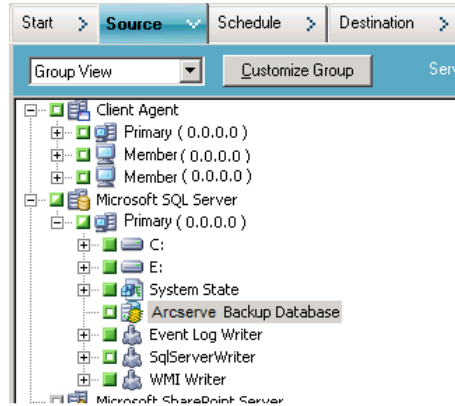 Start > Source Schedule > Destination >
Group View Customize Group Serv
Client Agent
Primary ( 0.0.0.0 )
Member ( 0.0.0.0 )
Member ( 0.0.0.0 )
Microsoft SQL Server
Primary ( 0.0.0.0 )
C:
E:
System State
Arcserve Backup Database
Event Log Writer
SqlServerWriter
WMI Writer
Microsoft SharePoint Server